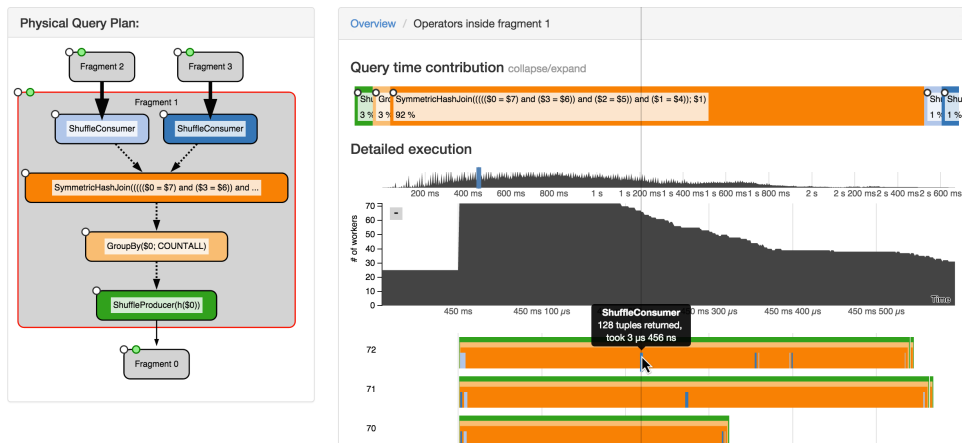 Physical Query Plan:
Fragment 2
Fragment 3
Fragment 1
ShuffleConsumer
ShuffleConsumer
SymmetricHashJoin((((($0 = $7) and ($3 = $6)) and ...
GroupBy($0; COUNTALL)
ShuffleProducer(h($0))
Fragment 0
Overview / Operators inside fragment 1
Query time contribution collapse/expand
Shu Gro SymmetricHashJoin((((($0 = $7) and ($3 = $6)) and ($2 = $5)) and ($1 = $4)); $1) Shu Shu
3 % 3 % 92 % 1 % 1 %
Detailed execution
200 ms 400 ms 600 ms 800 ms 1 s 1 s 200 ms 1 s 400 ms 1 s 600 ms 1 s 800 ms 2 s 2 s 200 ms 2 s 400 ms 2 s 600 ms
# of workers
70
60
50
40
30
20
10
0
-
Time
450 ms 450 ms 100 µs ms 300 µs 450 ms 400 µs 450 ms 500 µs
ShuffleConsumer
128 tuples returned,
took 3 µs 456 ns
72
71
70